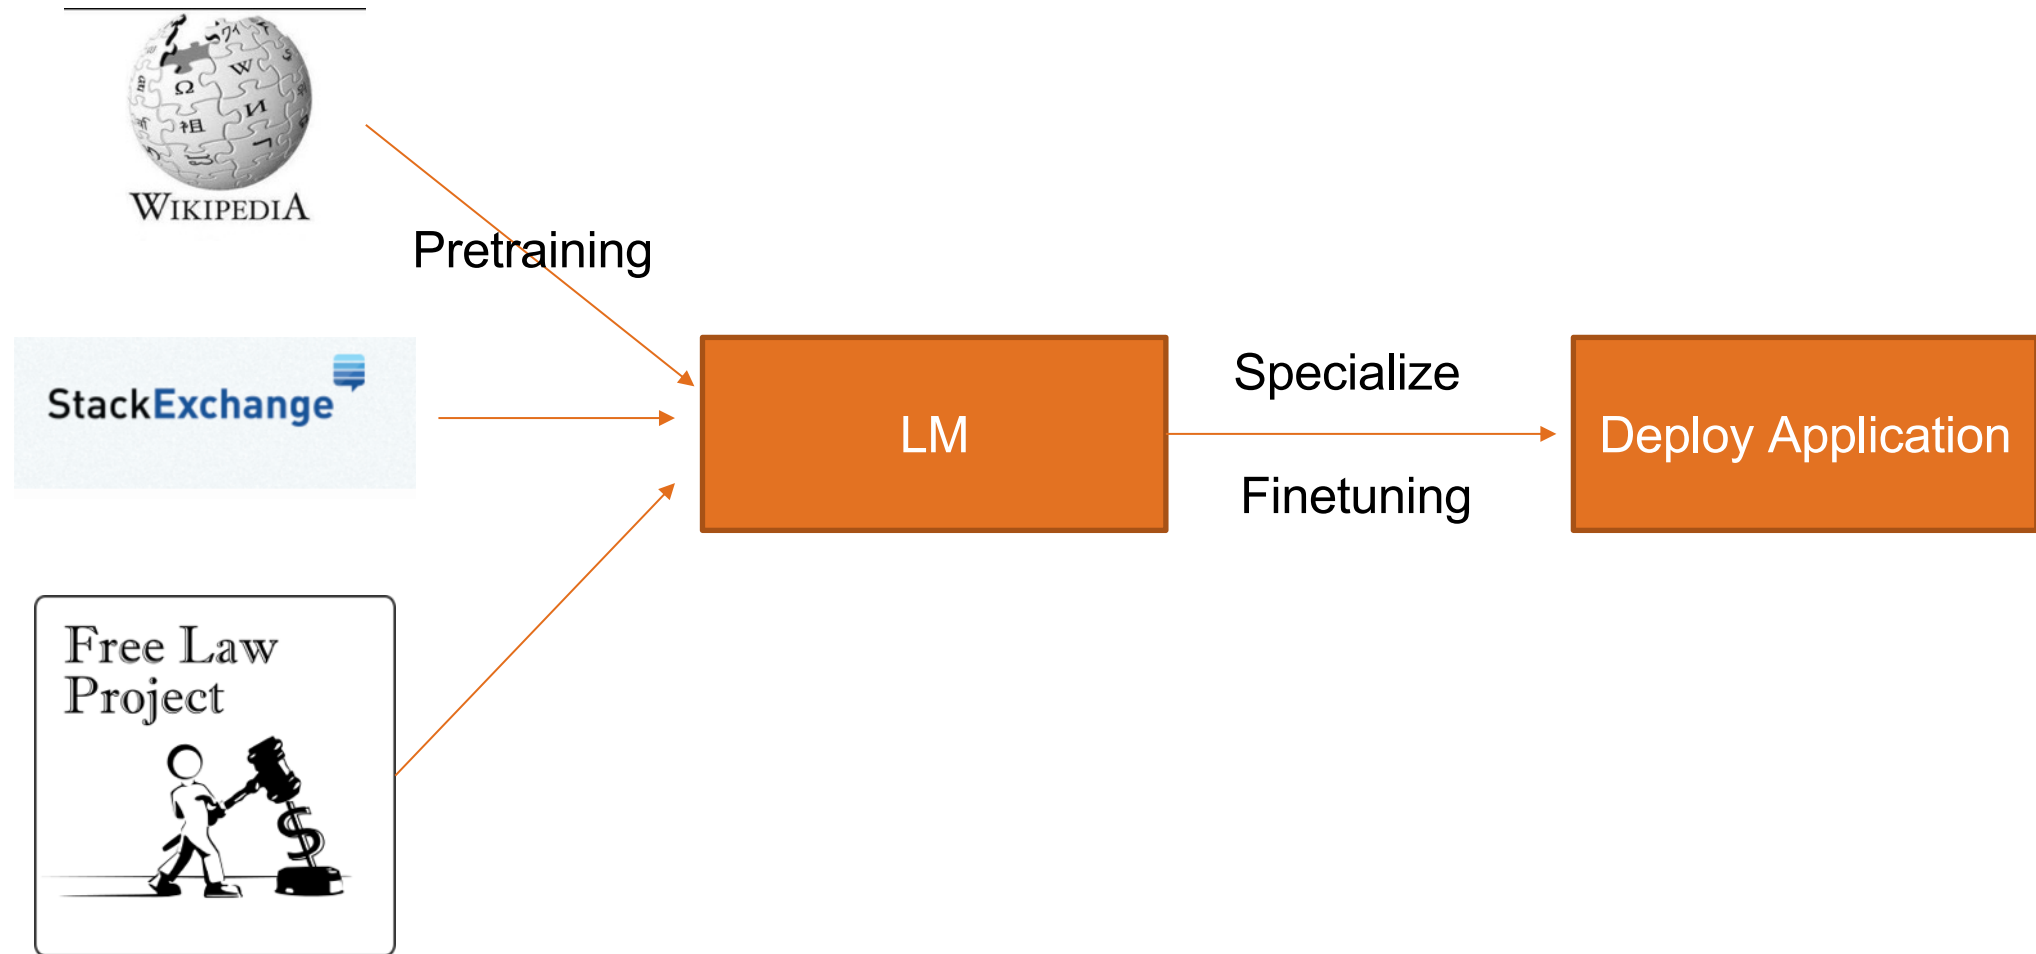 WIKIPEDIA
Pretraining
StackExchange
LM
Specialize
Finetuning
Deploy Application
Free Law
Project
$